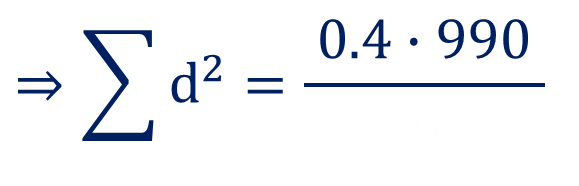 ⇒ ∑ d² = 0.4 · 990 /